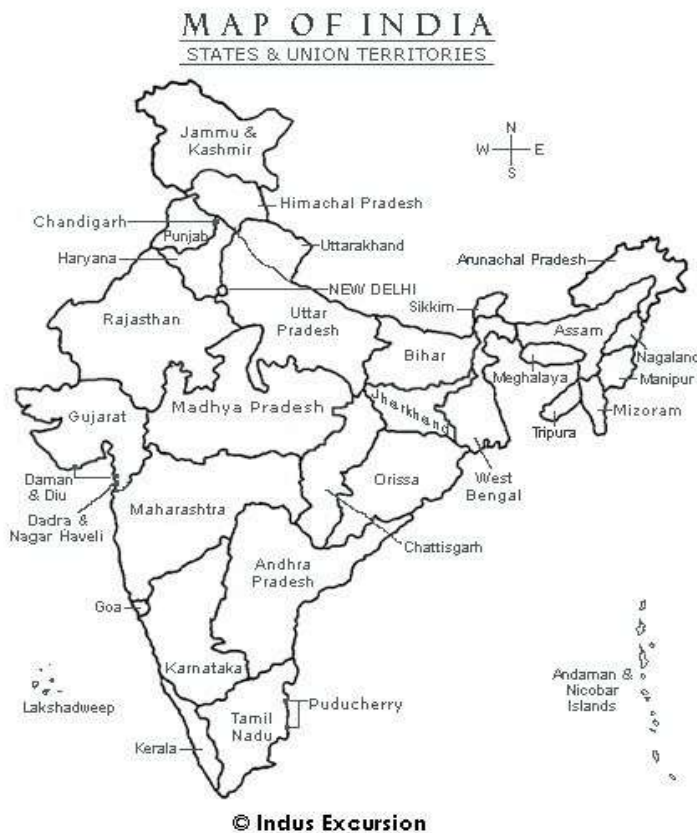 MAP OF INDIA
STATES & UNION TERRITORIES
Jammu &
Kashmir
N
W E
S
Himachal Pradesh
Chandigarh
Punjab
Uttarakhand
Haryana
Arunachal Pradesh
NEW DELHI
Sikkim
Rajasthan
Uttar
Pradesh
Assam
Bihar
Nagaland
Meghalaya
Manipur
Jharkhand
Gujarat
Madhya Pradesh
Mizoram
Tripura
Daman
& Diu
Orissa
West
Bengal
Maharashtra
Dadra &
Nagar Haveli
Chattisgarh
Andhra
Pradesh
Goa
Karnataka
Andaman &
Nicobar
Islands
Lakshadweep
Puducherry
Tamil
Nadu
Kerala
© Indus Excursion